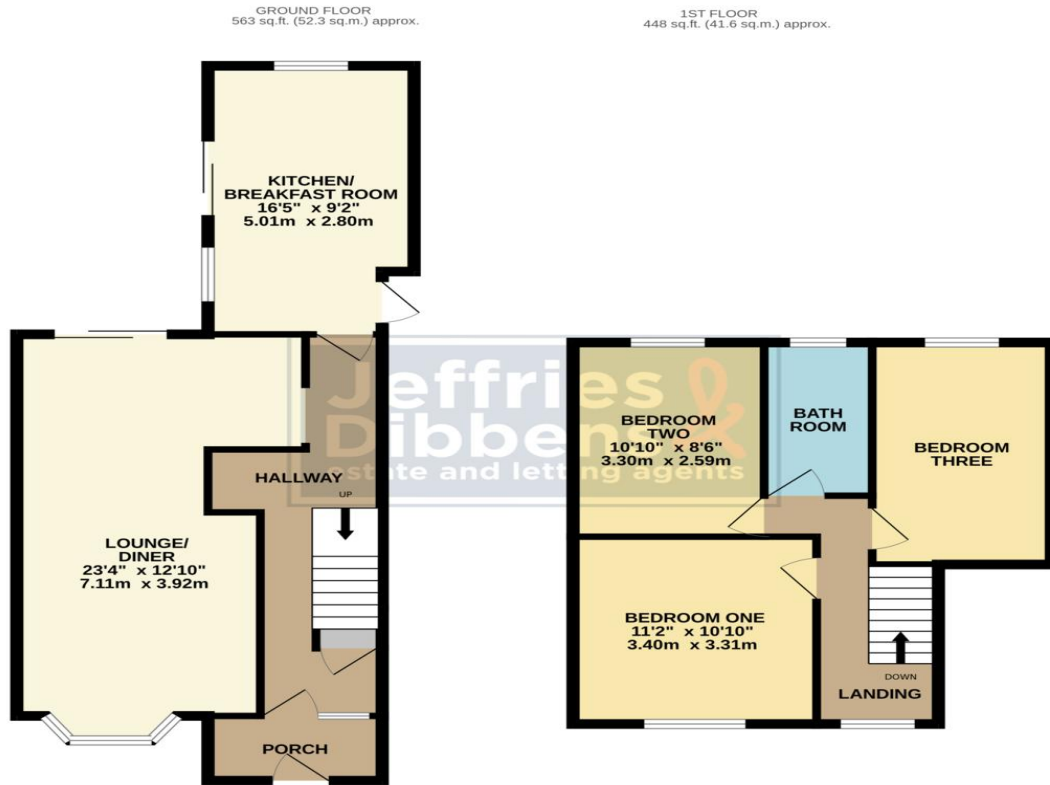 GROUND FLOOR
563 sq.ft. (52.3 sq.m.) approx.
1ST FLOOR
448 sq.ft. (41.6 sq.m.) approx.
KITCHEN/
BREAKFAST ROOM
16'5" x 9'2"
5.01m x 2.80m
HALLWAY
UP
LOUNGE/
DINER
23'4" x 12'10"
7.11m x 3.92m
PORCH
BEDROOM
TWO
10'10" x 8'6"
3.30m x 2.59m
BATH
ROOM
BEDROOM
THREE
BEDROOM ONE
11'2" x 10'10"
3.40m x 3.31m
DOWN
LANDING
Jeffries
Dibbens &
estate and letting agents